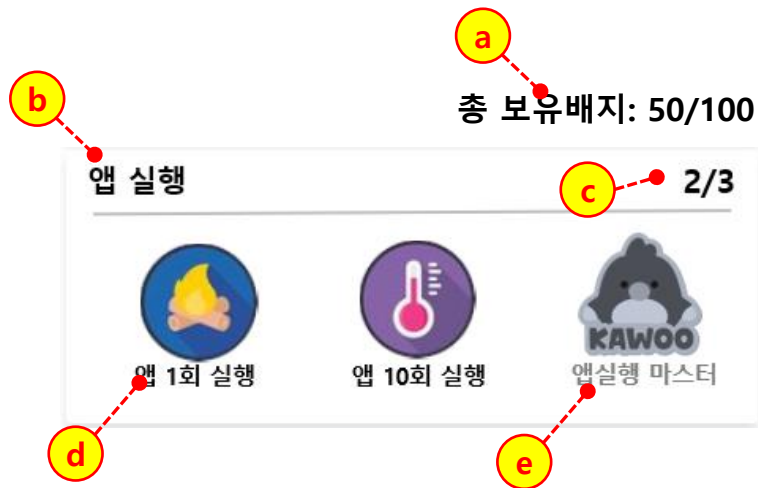 a
총 보유배지: 50/100
b
앱 실행
c
2/3
KAWOO
앱 1회 실행
앱 10회 실행
앱실행 마스터
d
e